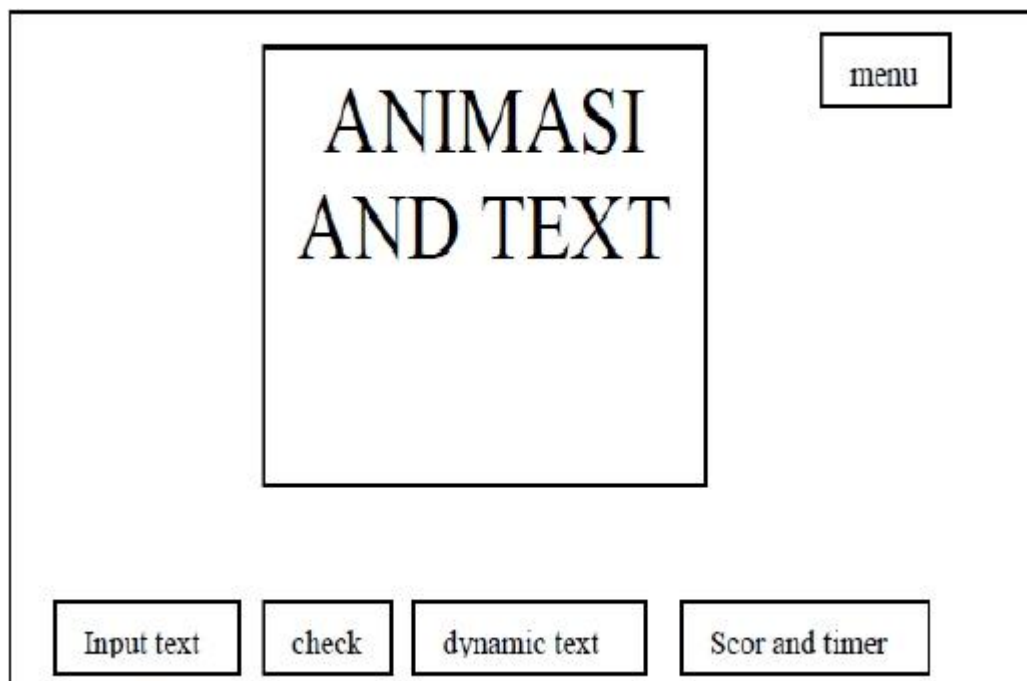 menu
ANIMASI
AND TEXT
Input text
check
dynamic text
Scor and timer